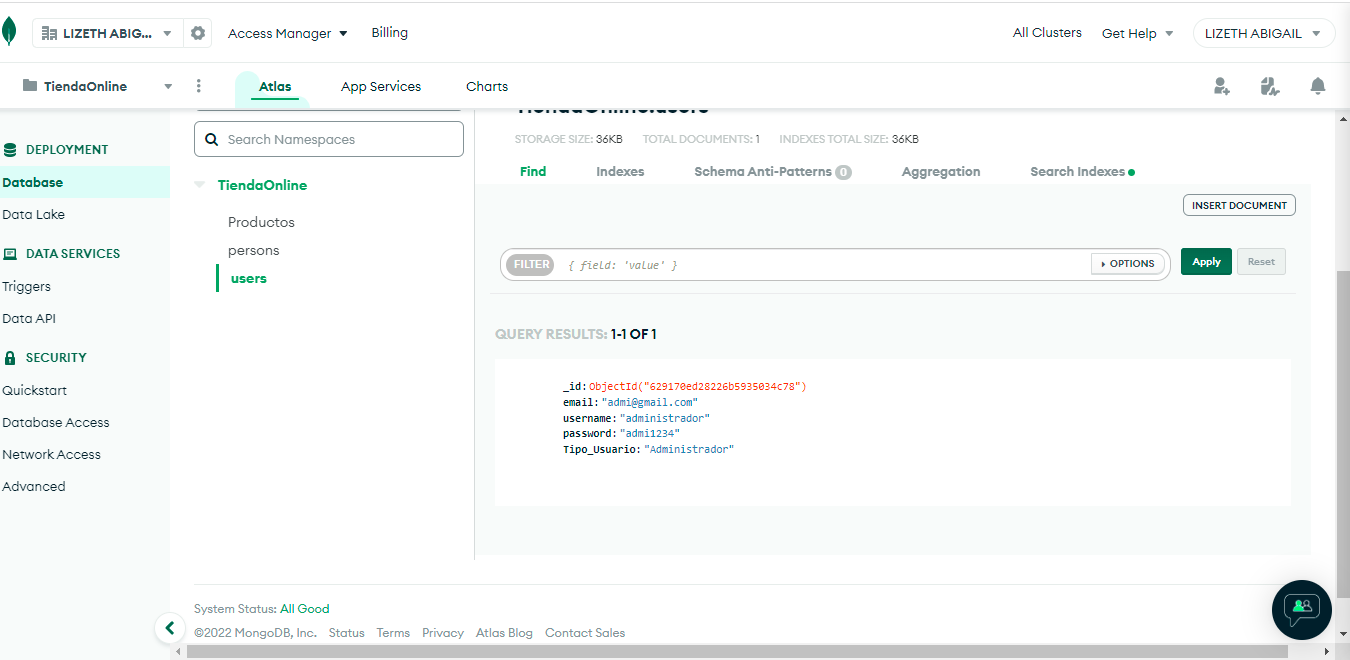 LIZETH ABIG... Access Manager Billing All Clusters Get Help LIZETH ABIGAIL
TiendaOnline Atlas App Services Charts
TiendaOnline.users
STORAGE SIZE: 36KB TOTAL DOCUMENTS: 1 INDEXES TOTAL SIZE: 36KB
Find Indexes Schema Anti-Patterns 0 Aggregation Search Indexes
INSERT DOCUMENT
FILTER { field: 'value' } OPTIONS Apply Reset
QUERY RESULTS: 1-1 OF 1
_id: ObjectId("629170ed28226b5935034c78")
email: "admi@gmail.com"
username: "administrador"
password: "admi1234"
Tipo_Usuario: "Administrador"
Search Namespaces
TiendaOnline
Productos
persons
users
DEPLOYMENT
Database
Data Lake
DATA SERVICES
Triggers
Data API
SECURITY
Quickstart
Database Access
Network Access
Advanced
System Status: All Good
©2022 MongoDB, Inc. Status Terms Privacy Atlas Blog Contact Sales